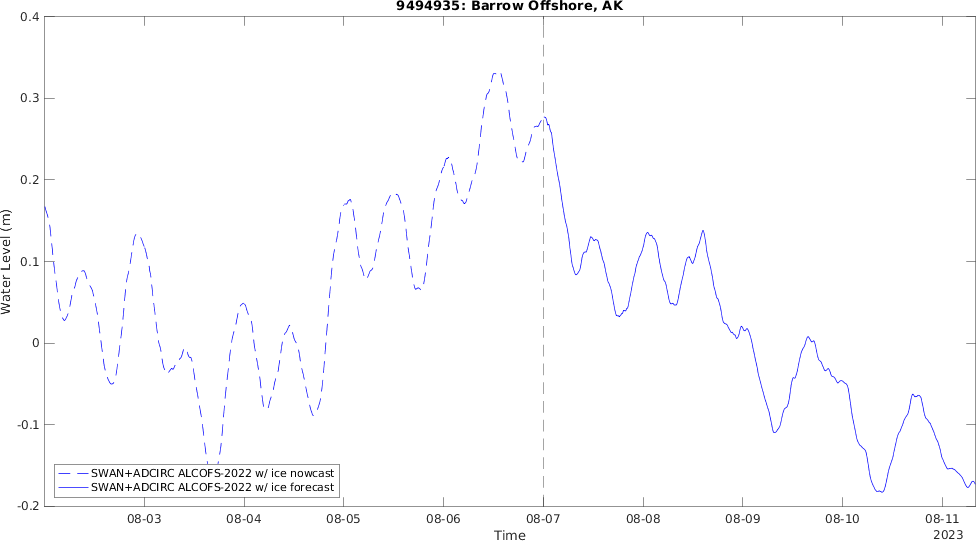 9494935: Barrow Offshore, AK
0.4
0.3
0.2
0.1
0
-0.1
-0.2
Water Level (m)
SWAN+ADCIRC ALCOFS-2022 w/ ice nowcast
SWAN+ADCIRC ALCOFS-2022 w/ ice forecast
08-03 08-04 08-05 08-06 08-07 08-08 08-09 08-10 08-11
2023
Time